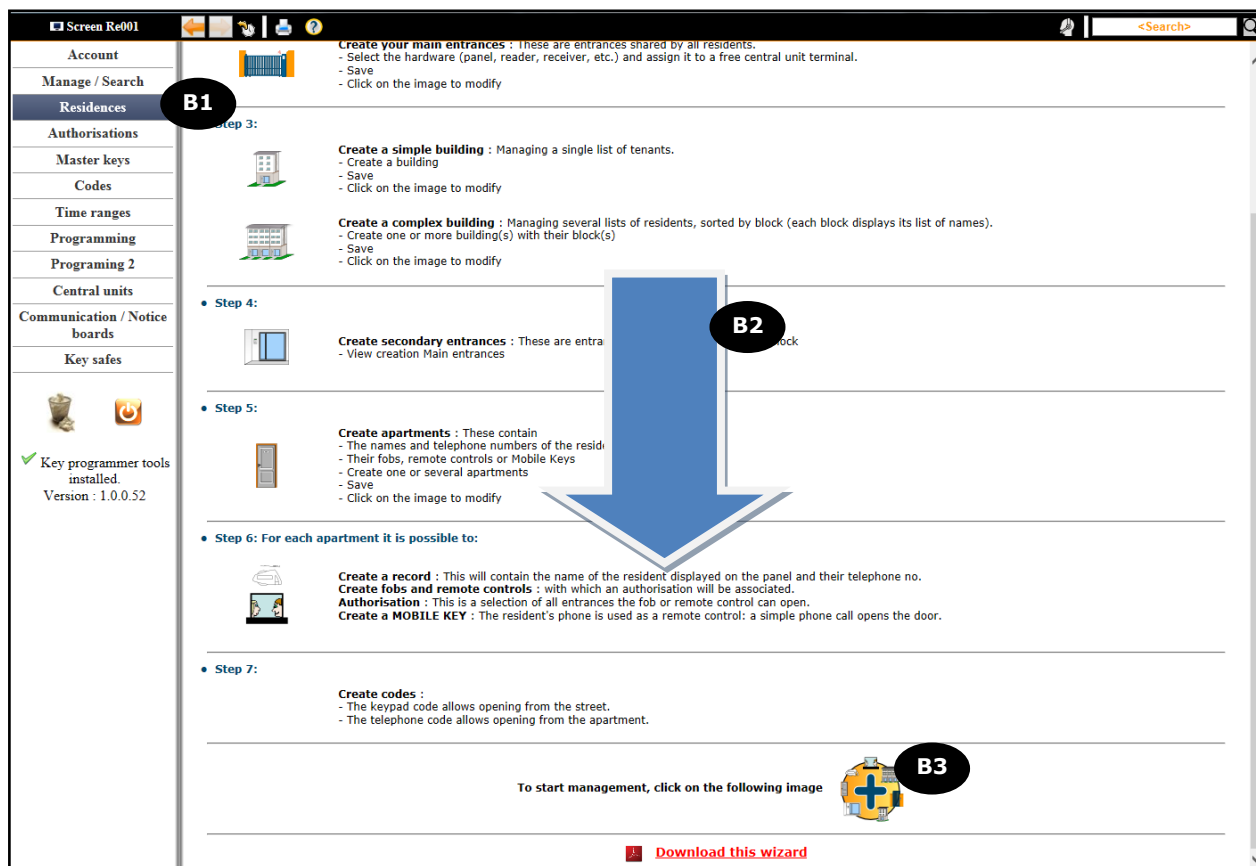 Screen Re001
<Search>
Account
Manage / Search
Residences
Authorisations
Master keys
Codes
Time ranges
Programming
Programing 2
Central units
Communication / Notice
boards
Key safes
Key programmer tools
installed.
Version : 1.0.0.52
B1
Create your main entrances : These are entrances shared by all residents.
- Select the hardware (panel, reader, receiver, etc.) and assign it to a free central unit terminal.
- Save
- Click on the image to modify
Step 3:
Create a simple building : Managing a single list of tenants.
- Create a building
- Save
- Click on the image to modify
Create a complex building : Managing several lists of residents, sorted by block (each block displays its list of names).
- Create one or more building(s) with their block(s)
- Save
- Click on the image to modify
• Step 4:
B2
Create secondary entrances : These are
- View creation Main entrances
• Step 5:
Create apartments : These contain
- The names and telephone numbers of the
- Their fobs, remote controls or Mobile Keys
- Create one or several apartments
- Save
- Click on the image to modify
• Step 6: For each apartment it is possible to:
Create a record : This will contain the name of the resident displayed on the panel and their telephone no.
Create fobs and remote controls : with which an authorisation will be associated.
Authorisation : This is a selection of all entrances the fob or remote control can open.
Create a MOBILE KEY : The resident's phone is used as a remote control: a simple phone call opens the door.
• Step 7:
Create codes :
- The keypad code allows opening from the street.
- The telephone code allows opening from the apartment.
To start management, click on the following image
B3
Download this wizard